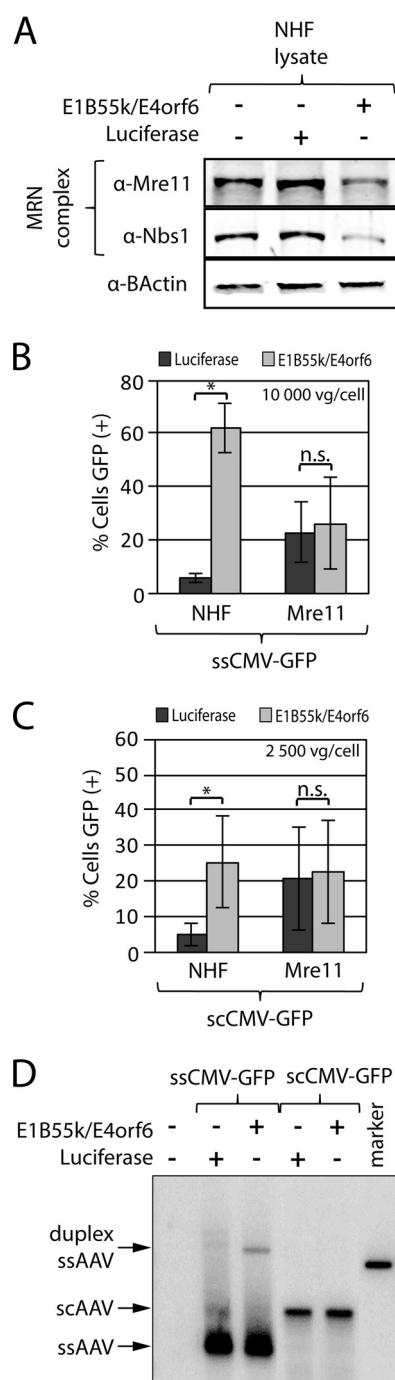 A
NHF
lysate
E1B55k/E4orf6 - - +
Luciferase - + -
MRN
complex
α-Mre11
α-Nbs1
α-BActin
B
Luciferase E1B55k/E4orf6
10 000 vg/cell
% Cells GFP (+)
80
60
40
20
0
*
n.s.
NHF Mre11
ssCMV-GFP
C
Luciferase E1B55k/E4orf6
2 500 vg/cell
% Cells GFP (+)
60
50
40
30
20
10
0
*
n.s.
NHF Mre11
scCMV-GFP
D
ssCMV-GFP scCMV-GFP
marker
E1B55k/E4orf6 - - + - +
Luciferase - + - + -
duplex
ssAAV
scAAV
ssAAV